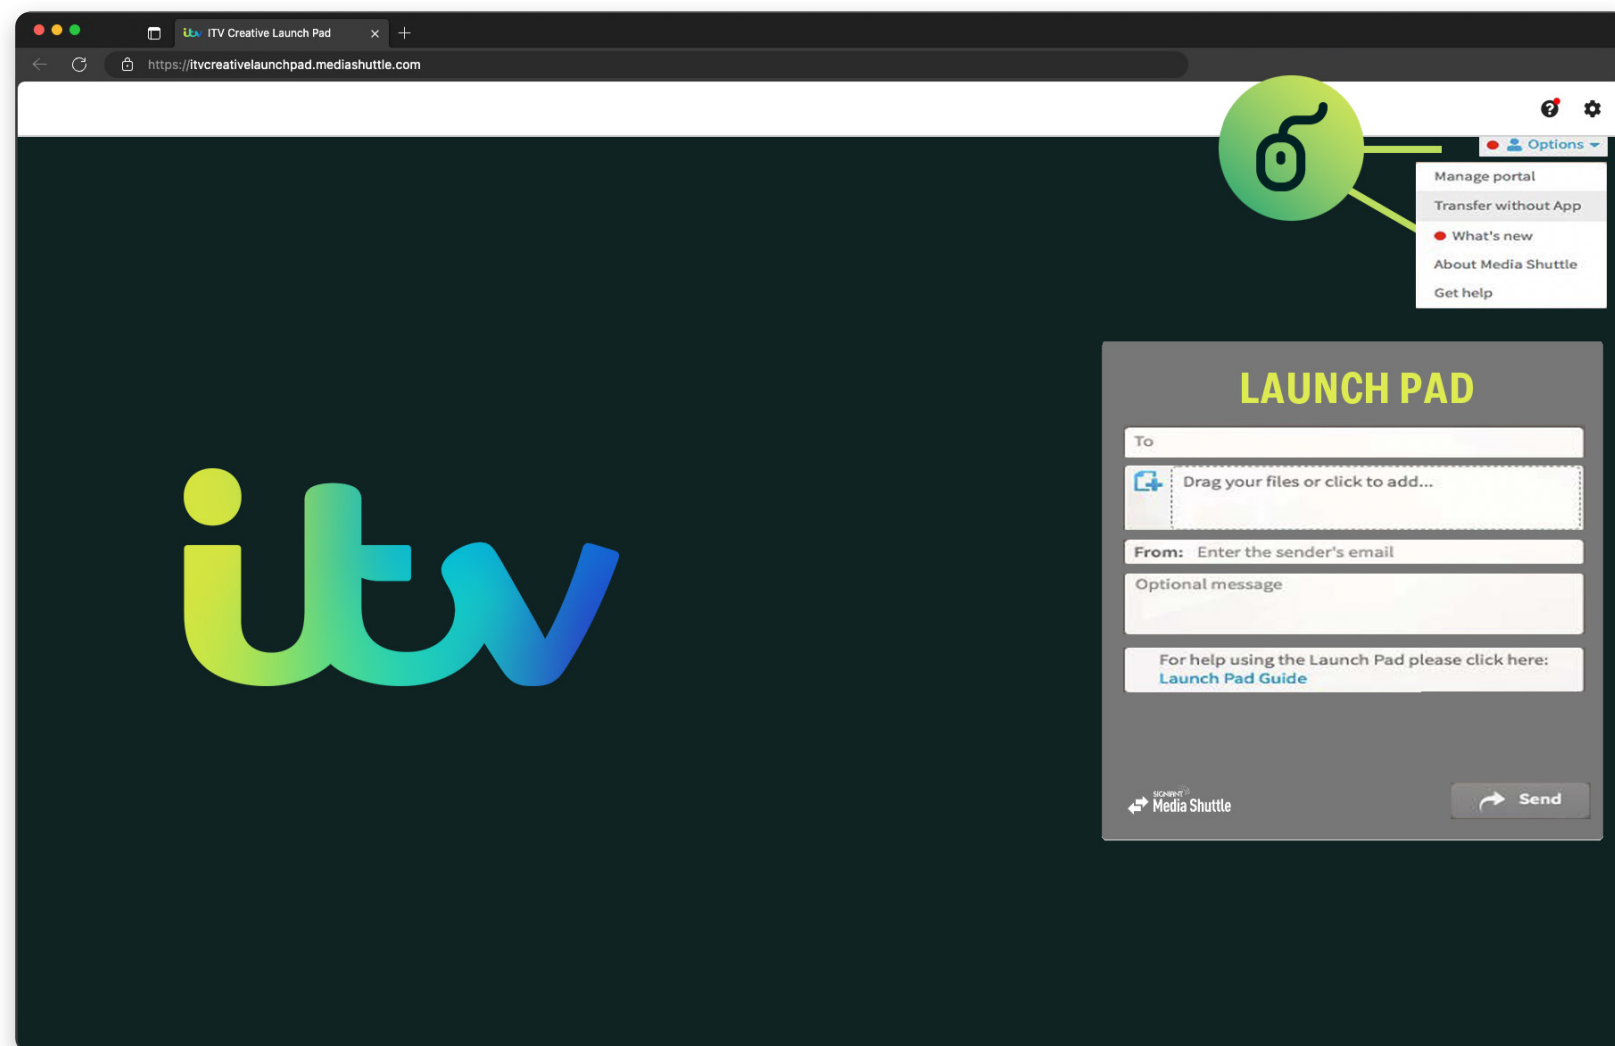 itv ITV Creative Launch Pad
https://itvcreativelaunchpad.mediashuttle.com
Options
Manage portal
Transfer without App
What's new
About Media Shuttle
Get help
LAUNCH PAD
To
Drag your files or click to add...
From: Enter the sender's email
Optional message
For help using the Launch Pad please click here:
Launch Pad Guide
itv
SIGNIANT
Media Shuttle
Send